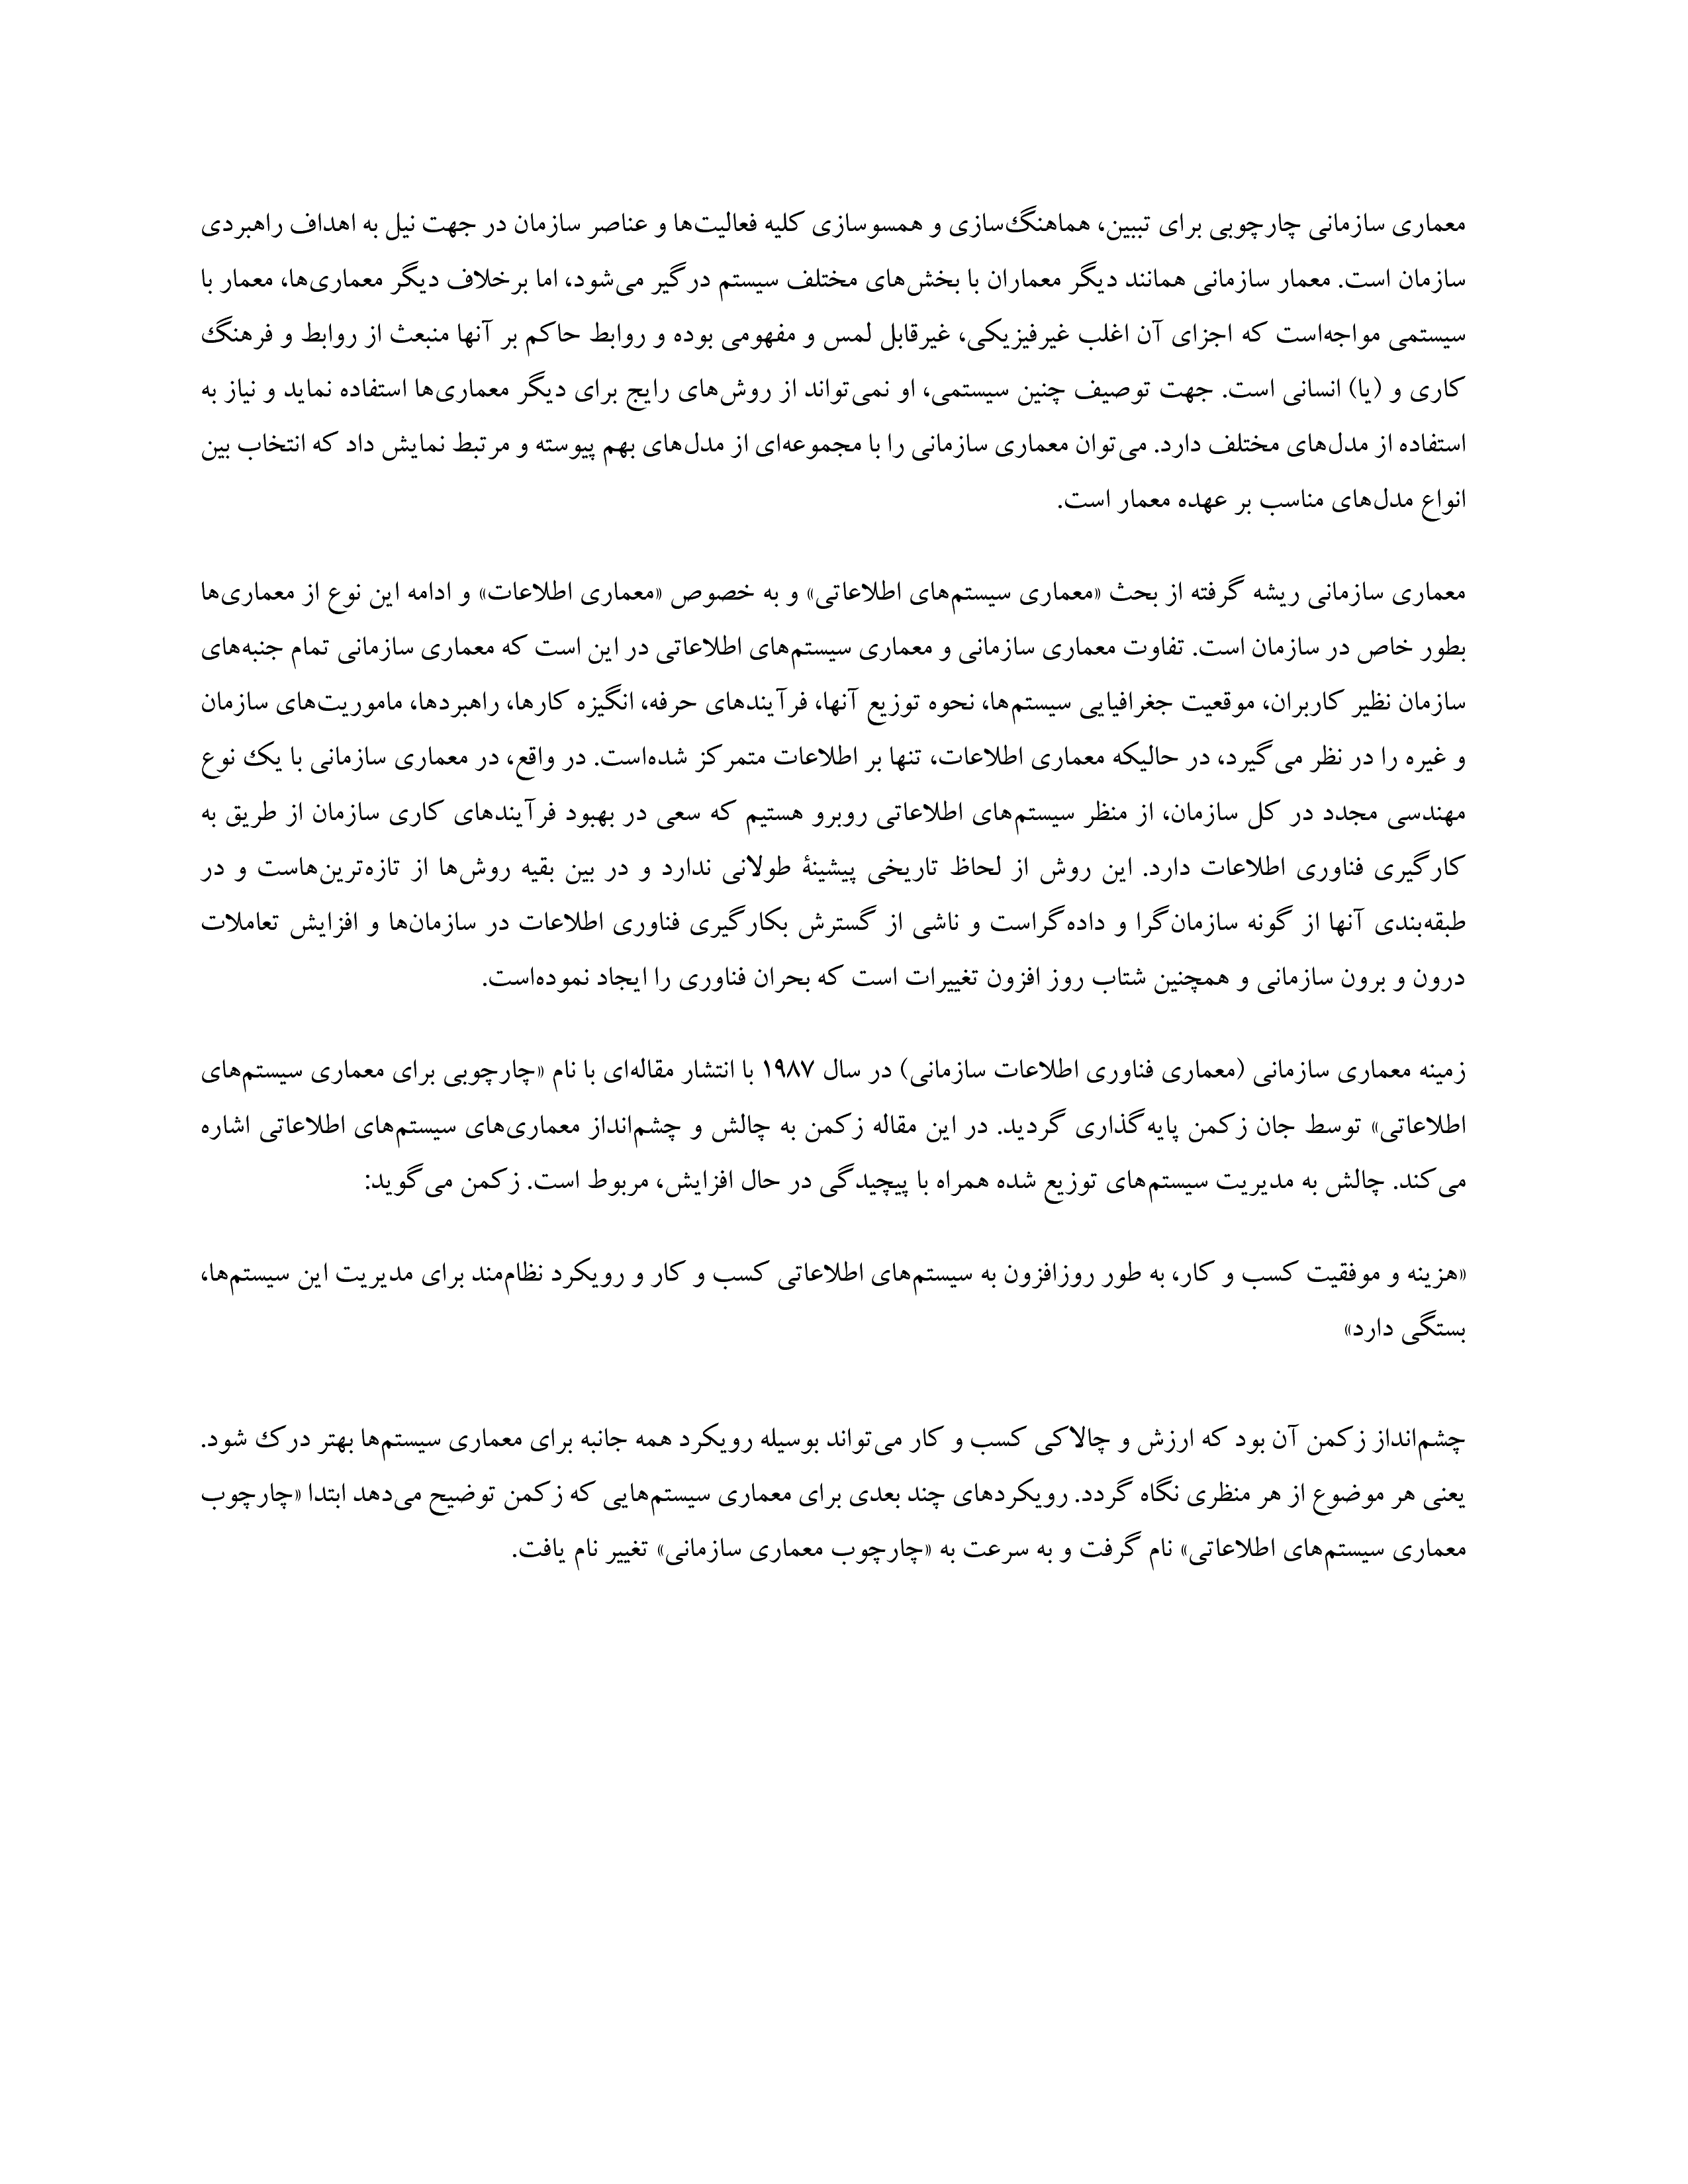 معماری سازمانی چارچوبی برای تبیین، هماهنگ‌سازی و همسوسازی کلیه فعالیت‌ها و عناصر سازمان در جهت نیل به اهداف راهبردی
سازمان است. معمار سازمانی همانند دیگر معماران با بخش‌های مختلف سیستم درگیر می‌شود، اما برخلاف دیگر معماری‌ها، معمار با
سیستمی مواجه‌است که اجزای آن اغلب غیرفیزیکی، غیرقابل لمس و مفهومی بوده و روابط حاکم بر آنها منبعث از روابط و فرهنگ
کاری و (یا) انسانی است. جهت توصیف چنین سیستمی، او نمی‌تواند از روش‌های رایج برای دیگر معماری‌ها استفاده نماید و نیاز به
استفاده از مدل‌های مختلف دارد. می‌توان معماری سازمانی را با مجموعه‌ای از مدل‌های بهم پیوسته و مرتبط نمایش داد که انتخاب بین
انواع مدل‌های مناسب بر عهده معمار است.
معماری سازمانی ریشه گرفته از بحث «معماری سیستم‌های اطلاعاتی» و به خصوص «معماری اطلاعات» و ادامه این نوع از معماری‌ها
بطور خاص در سازمان است. تفاوت معماری سازمانی و معماری سیستم‌های اطلاعاتی در این است که معماری سازمانی تمام جنبه‌های
سازمان نظیر کاربران، موقعیت جغرافیایی سیستم‌ها، نحوه توزیع آنها، فرآیندهای حرفه، انگیزه کارها، راهبردها، ماموریت‌های سازمان
و غیره را در نظر می‌گیرد، در حالیکه معماری اطلاعات، تنها بر اطلاعات متمرکز شده‌است. در واقع، در معماری سازمانی با یک نوع
مهندسی مجدد در کل سازمان، از منظر سیستم‌های اطلاعاتی روبرو هستیم که سعی در بهبود فرآیندهای کاری سازمان از طریق به
کارگیری فناوری اطلاعات دارد. این روش از لحاظ تاریخی پیشینهٔ طولانی ندارد و در بین بقیه روش‌ها از تازه‌ترین‌هاست و در
طبقه‌بندی آنها از گونه سازمان‌گرا و داده‌گراست و ناشی از گسترش بکارگیری فناوری اطلاعات در سازمان‌ها و افزایش تعاملات
درون و برون سازمانی و همچنین شتاب روز افزون تغییرات است که بحران فناوری را ایجاد نموده‌است.
زمینه معماری سازمانی (معماری فناوری اطلاعات سازمانی) در سال ۱۹۸۷ با انتشار مقاله‌ای با نام «چارچوبی برای معماری سیستم‌های
اطلاعاتی» توسط جان زکمن پایه‌گذاری گردید. در این مقاله زکمن به چالش و چشم‌انداز معماری‌های سیستم‌های اطلاعاتی اشاره
می‌کند. چالش به مدیریت سیستم‌های توزیع شده همراه با پیچیدگی در حال افزایش، مربوط است. زکمن می‌گوید:
«هزینه و موفقیت کسب و کار، به طور روزافزون به سیستم‌های اطلاعاتی کسب و کار و رویکرد نظام‌مند برای مدیریت این سیستم‌ها،
بستگی دارد»
چشم‌انداز زکمن آن بود که ارزش و چالاکی کسب و کار می‌تواند بوسیله رویکرد همه جانبه برای معماری سیستم‌ها بهتر درک شود.
یعنی هر موضوع از هر منظری نگاه گردد. رویکردهای چند بعدی برای معماری سیستم‌هایی که زکمن توضیح می‌دهد ابتدا «چارچوب
معماری سیستم‌های اطلاعاتی» نام گرفت و به سرعت به «چارچوب معماری سازمانی» تغییر نام یافت.